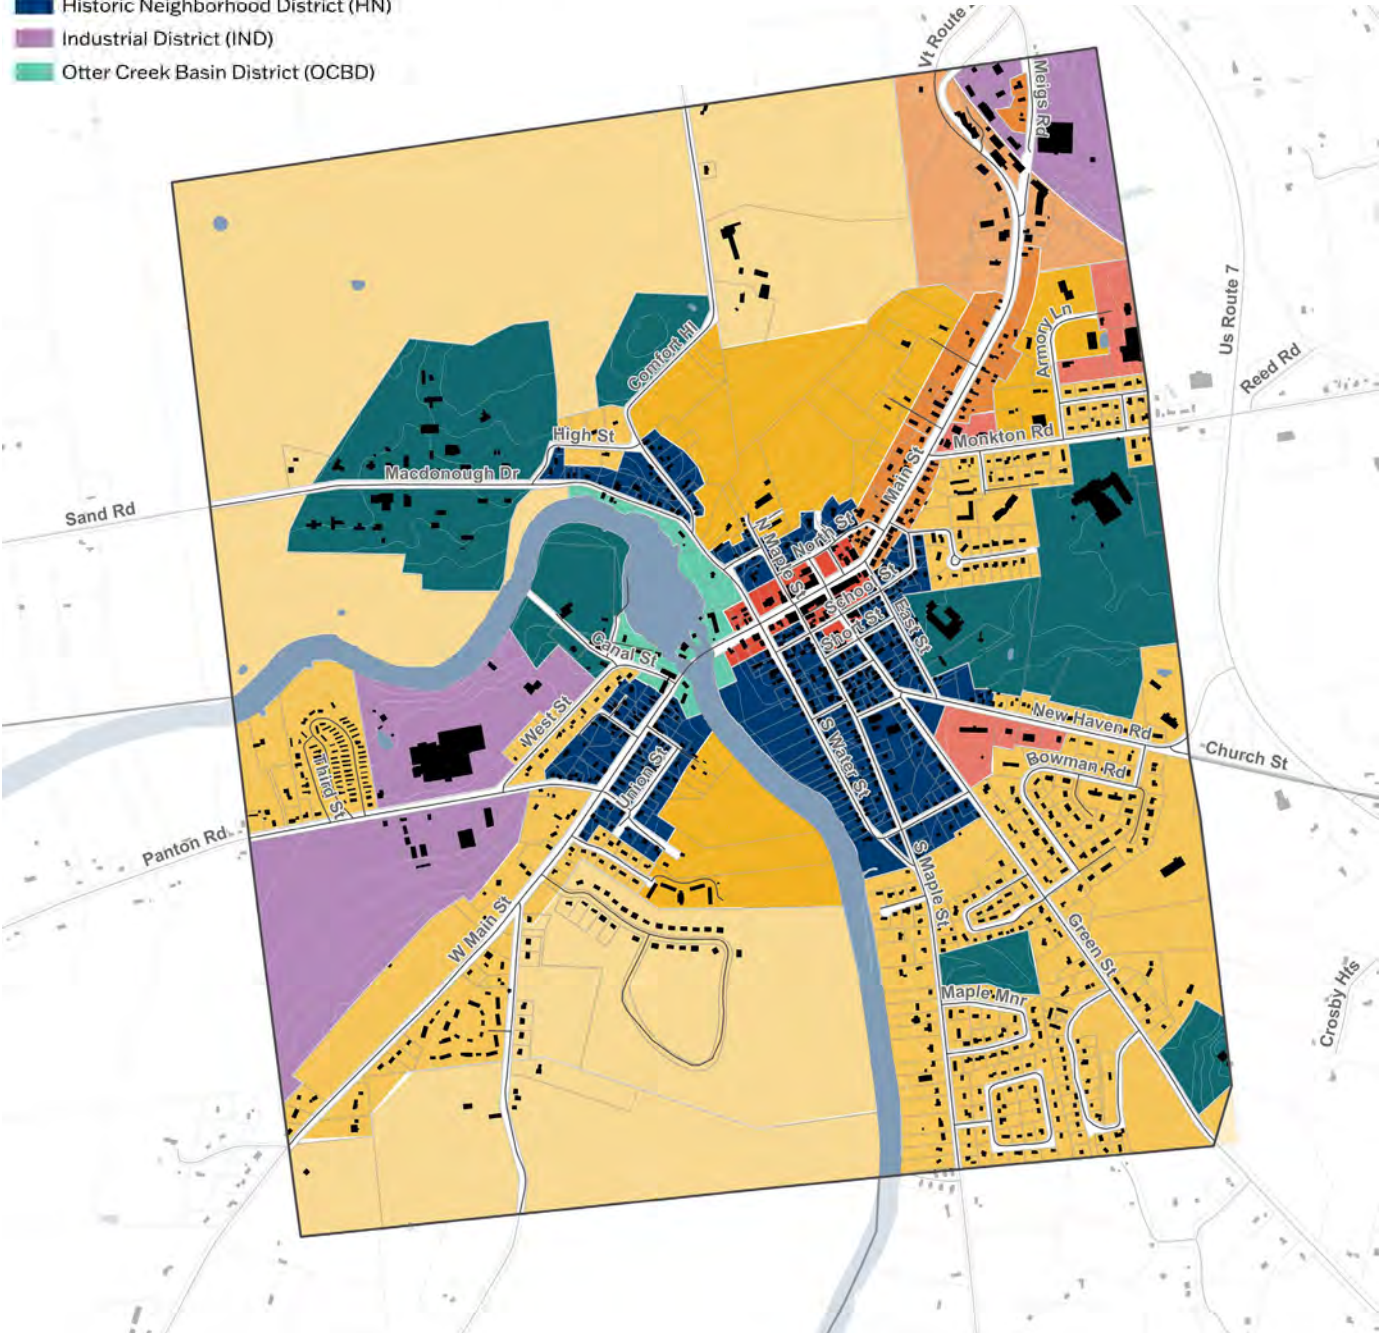 Historic Neighborhood District (HN)
Industrial District (IND)
Otter Creek Basin District (OCBD)
Vt Route
Meigs Rd
Us Route 7
Reed Rd
Armory Ln
Comfort Hl
High St
Monkton Rd
Macdonough Dr
Main St
Sand Rd
N Maple St
North St
School St
Short St
East St
Canal St
West St
New Haven Rd
Church St
S Water St
Bowman Rd
Third St
Union St
Panton Rd
S Maple St
W Main St
Green St
Maple Mnr
Crosby Hts